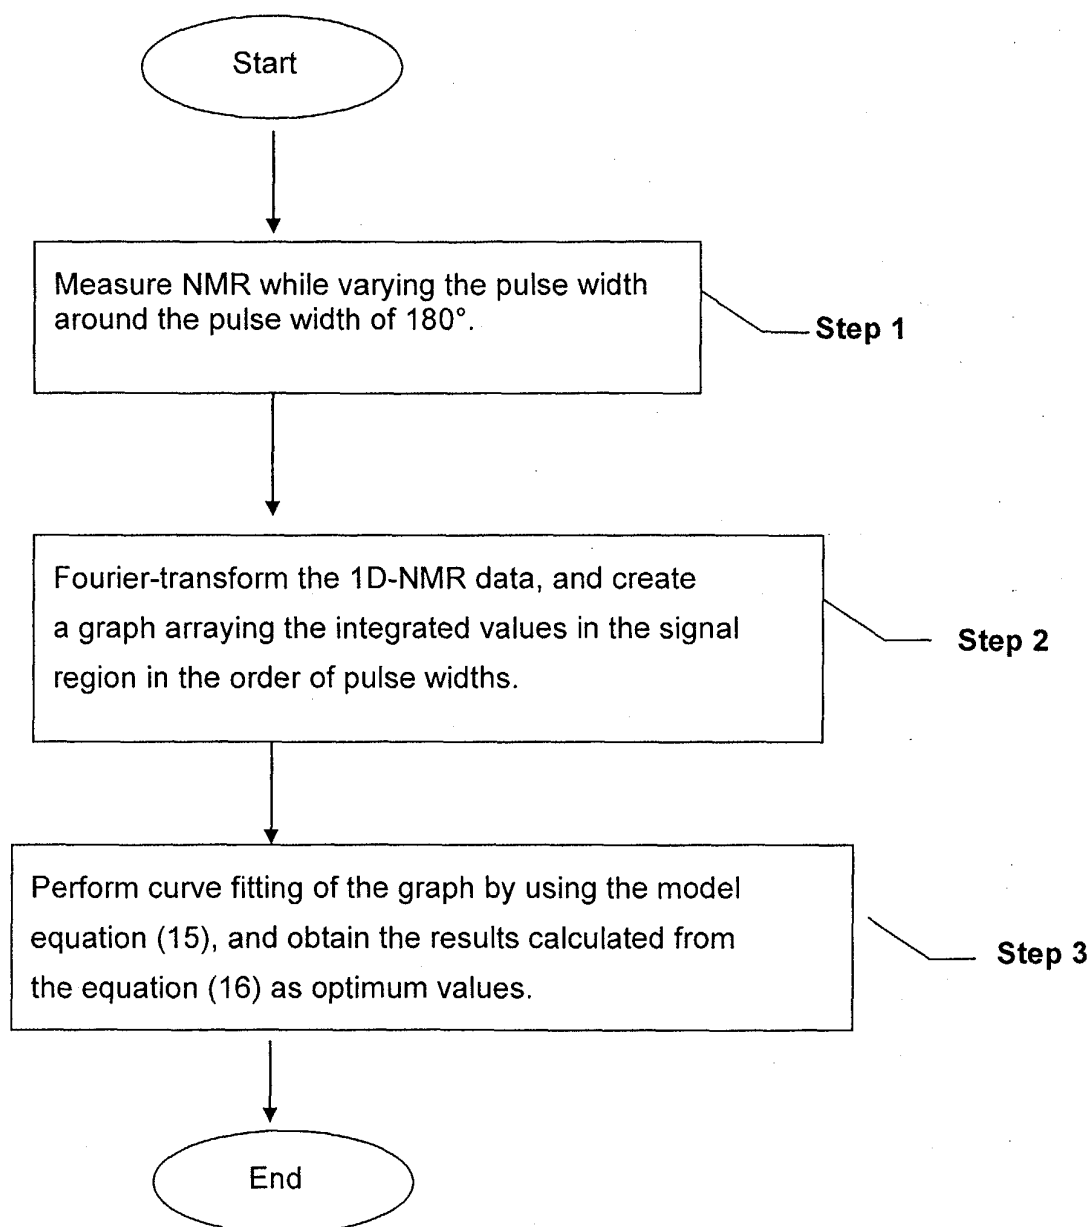 Start
Measure NMR while varying the pulse width
around the pulse width of 180°.
Step 1
Fourier-transform the 1D-NMR data, and create
a graph arraying the integrated values in the signal
region in the order of pulse widths.
Step 2
Perform curve fitting of the graph by using the model
equation (15), and obtain the results calculated from
the equation (16) as optimum values.
Step 3
End